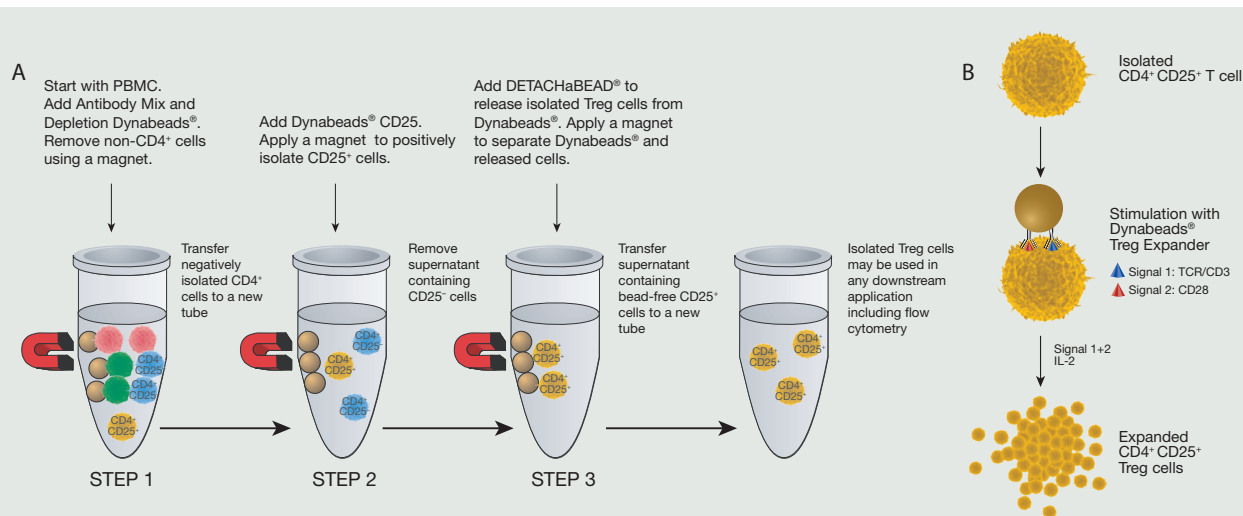 A
Start with PBMC.
Add Antibody Mix and
Depletion Dynabeads®.
Remove non-CD4⁺ cells
using a magnet.
Add Dynabeads® CD25.
Apply a magnet to positively
isolate CD25⁺ cells.
Add DETACHaBEAD® to
release isolated Treg cells from
Dynabeads®. Apply a magnet
to separate Dynabeads® and
released cells.
Transfer
negatively
isolated CD4⁺
cells to a new
tube
Remove
supernatant
containing
CD25⁻ cells
Transfer
supernatant
containing
bead-free CD25⁺
cells to a new
tube
Isolated Treg cells
may be used in
any downstream
application
including flow
cytometry
CD4⁺
CD25⁻
CD4⁺
CD25⁻
CD4⁺
CD25⁺
CD4⁺
CD25⁻
CD4⁺
CD25⁺
CD4⁺
CD25⁻
CD4⁺
CD25⁺
CD4⁺
CD25⁺
CD4⁺
CD25⁺
CD4⁺
CD25⁺
CD4⁺
CD25⁺
STEP 1
STEP 2
STEP 3
B
Isolated
CD4⁺ CD25⁺ T cell
Stimulation with
Dynabeads®
Treg Expander
Signal 1: TCR/CD3
Signal 2: CD28
Signal 1+2
IL-2
Expanded
CD4⁺ CD25⁺
Treg cells